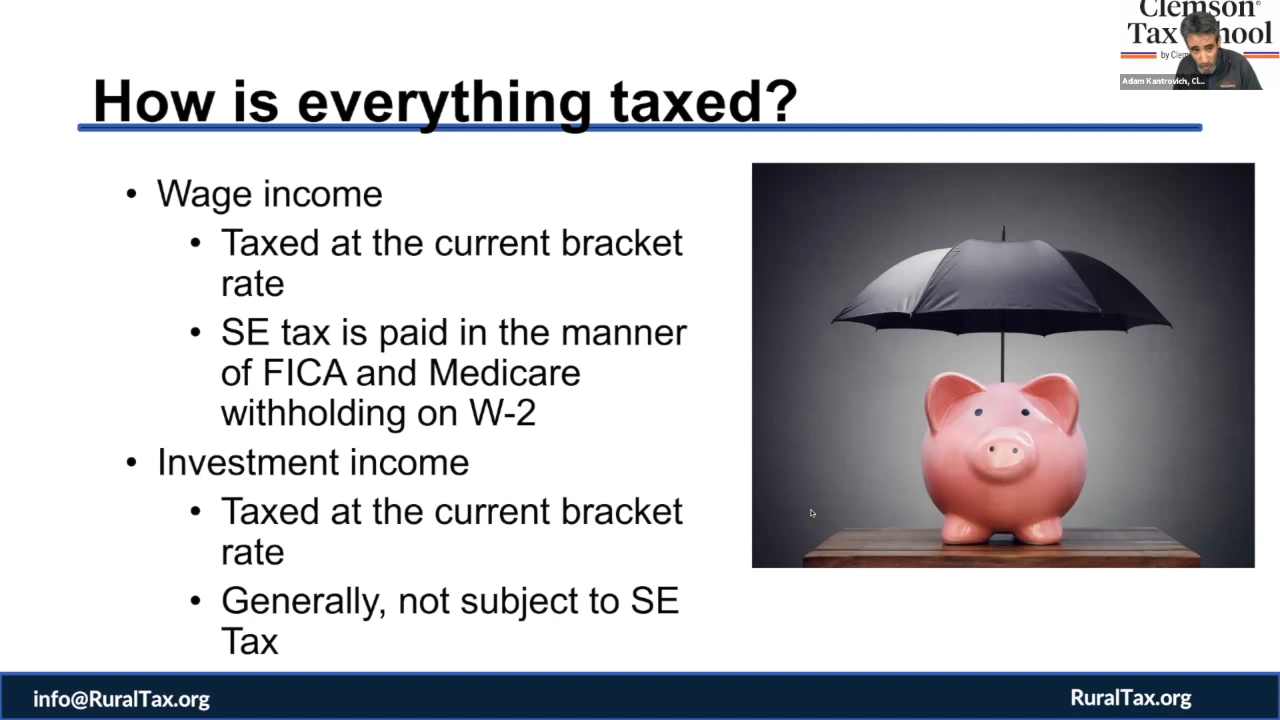 Clemson®
Tax School
by Clem
Adam Kantrovich, Cl...
How is everything taxed?
• Wage income
• Taxed at the current bracket
rate
• SE tax is paid in the manner
of FICA and Medicare
withholding on W-2
• Investment income
• Taxed at the current bracket
rate
• Generally, not subject to SE
Tax
info@RuralTax.org
RuralTax.org